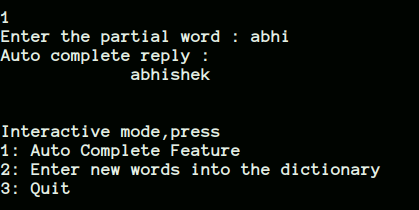 1
Enter the partial word : abhi
Auto complete reply :
abhishek
Interactive mode,press
1: Auto Complete Feature
2: Enter new words into the dictionary
3: Quit